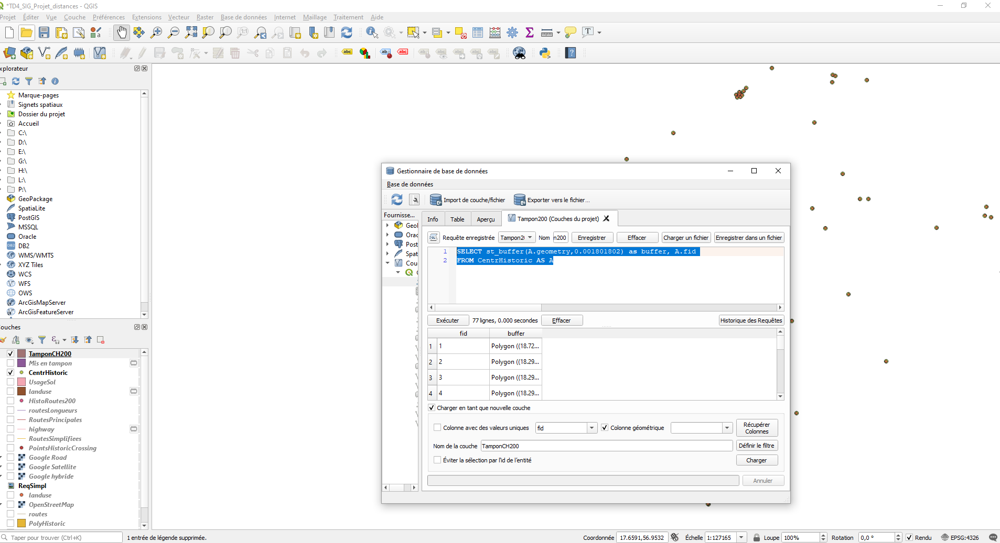 *TD4_SIG_Projet_distances - QGIS
Projet Éditer Vue Couche Préférences Extensions Vecteur Raster Base de données Internet Maillage Traitement Aide
xplorateur
Marque-pages
Signets spatiaux
Dossier du projet
Accueil
C:\
D:\
E:\
G:\
H:\
L:\
P:\
GeoPackage
SpatiaLite
PostGIS
MSSQL
Oracle
DB2
WMS/WMTS
XYZ Tiles
WCS
WFS
OWS
ArcGisMapServer
ArcGisFeatureServer
ouches
TamponCH200
Mis en tampon
CentrHistoric
UsageSol
landuse
HistoRoutes200
routesLongueurs
RoutesPrincipales
highway
RoutesSimplifiees
PointsHistoricCrossing
Google Road
Google Satellite
Google hybride
ReqSimpl
landuse
OpenStreetMap
routes
PolyHistoric
Gestionnaire de base de données
Base de données
Import de couche/fichier Exporter vers le fichier...
Fournisse...
Geol
Orac
Post
Spat
Cou
Info Table Aperçu Tampon200 (Couches du projet)
Requête enregistrée Tampon20 Nom n200 Enregistrer Effacer Charger un fichier Enregistrer dans un fichier
1 SELECT st_buffer(A.geometry,0.001801802) as buffer, A.fid
2 FROM CentrHistoric AS A
Exécuter 77 lignes, 0.000 secondes Effacer Historique des Requêtes
fid buffer
1 1 Polygon ((18.72...
2 2 Polygon ((18.29...
3 3 Polygon ((18.29...
4 4 Polygon ((18.29...
Charger en tant que nouvelle couche
Colonne avec des valeurs uniques fid Colonne géométrique Récupérer Colonnes
Nom de la couche TamponCH200 Définir le filtre
Éviter la sélection par l'id de l'entité Charger
Annuler
Taper pour trouver (Ctrl+K) 1 entrée de légende supprimée. Coordonnée 17.6591,56.9532 Échelle 1:127165 Loupe 100% Rotation 0,0 ° Rendu EPSG:4326